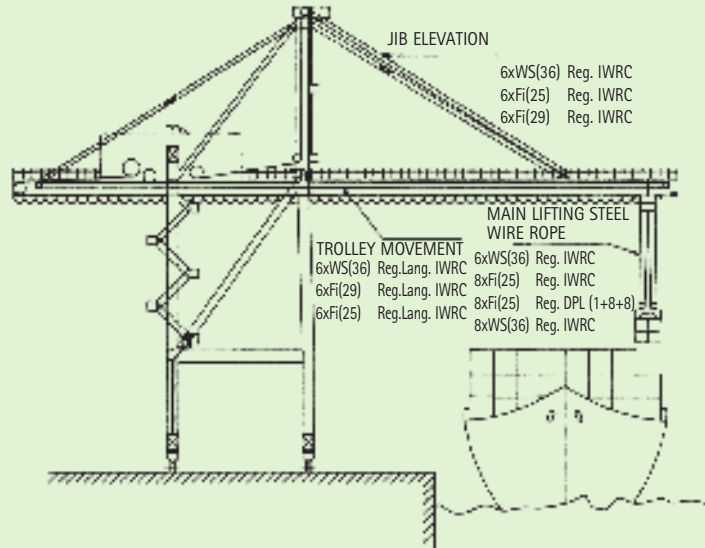 JIB ELEVATION
6xWS(36) Reg. IWRC
6xFi(25) Reg. IWRC
6xFi(29) Reg. IWRC
TROLLEY MOVEMENT
6xWS(36) Reg.Lang. IWRC
6xFi(29) Reg.Lang. IWRC
6xFi(25) Reg.Lang. IWRC
MAIN LIFTING STEEL
WIRE ROPE
6xWS(36) Reg. IWRC
8xFi(25) Reg. IWRC
8xFi(25) Reg. DPL (1+8+8)
8xWS(36) Reg. IWRC